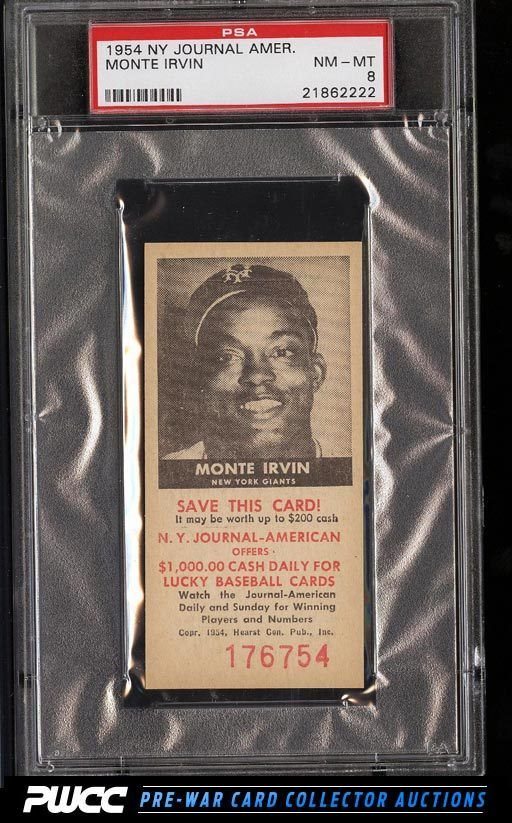 PSA
1954 NY JOURNAL AMER.
MONTE IRVIN NM - MT
8
21862222
MONTE IRVIN
NEW YORK GIANTS
SAVE THIS CARD!
It may be worth up to $200 cash
N. Y. JOURNAL-AMERICAN
OFFERS
$1,000.00 CASH DAILY FOR
LUCKY BASEBALL CARDS
Watch the Journal-American
Daily and Sunday for Winning
Players and Numbers
Copr. 1954, Hearst Con. Pub., Inc.
176754
PWCC PRE-WAR CARD COLLECTOR AUCTIONS